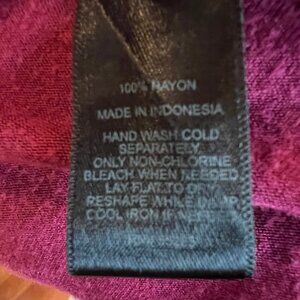 100% RAYON
MADE IN INDONESIA
HAND WASH COLD
SEPARATELY
ONLY NON-CHLORINE
BLEACH WHEN NEEDED
LAY FLAT TO DRY
RESHAPE WHILE DAMP
COOL IRON IF NEEDED